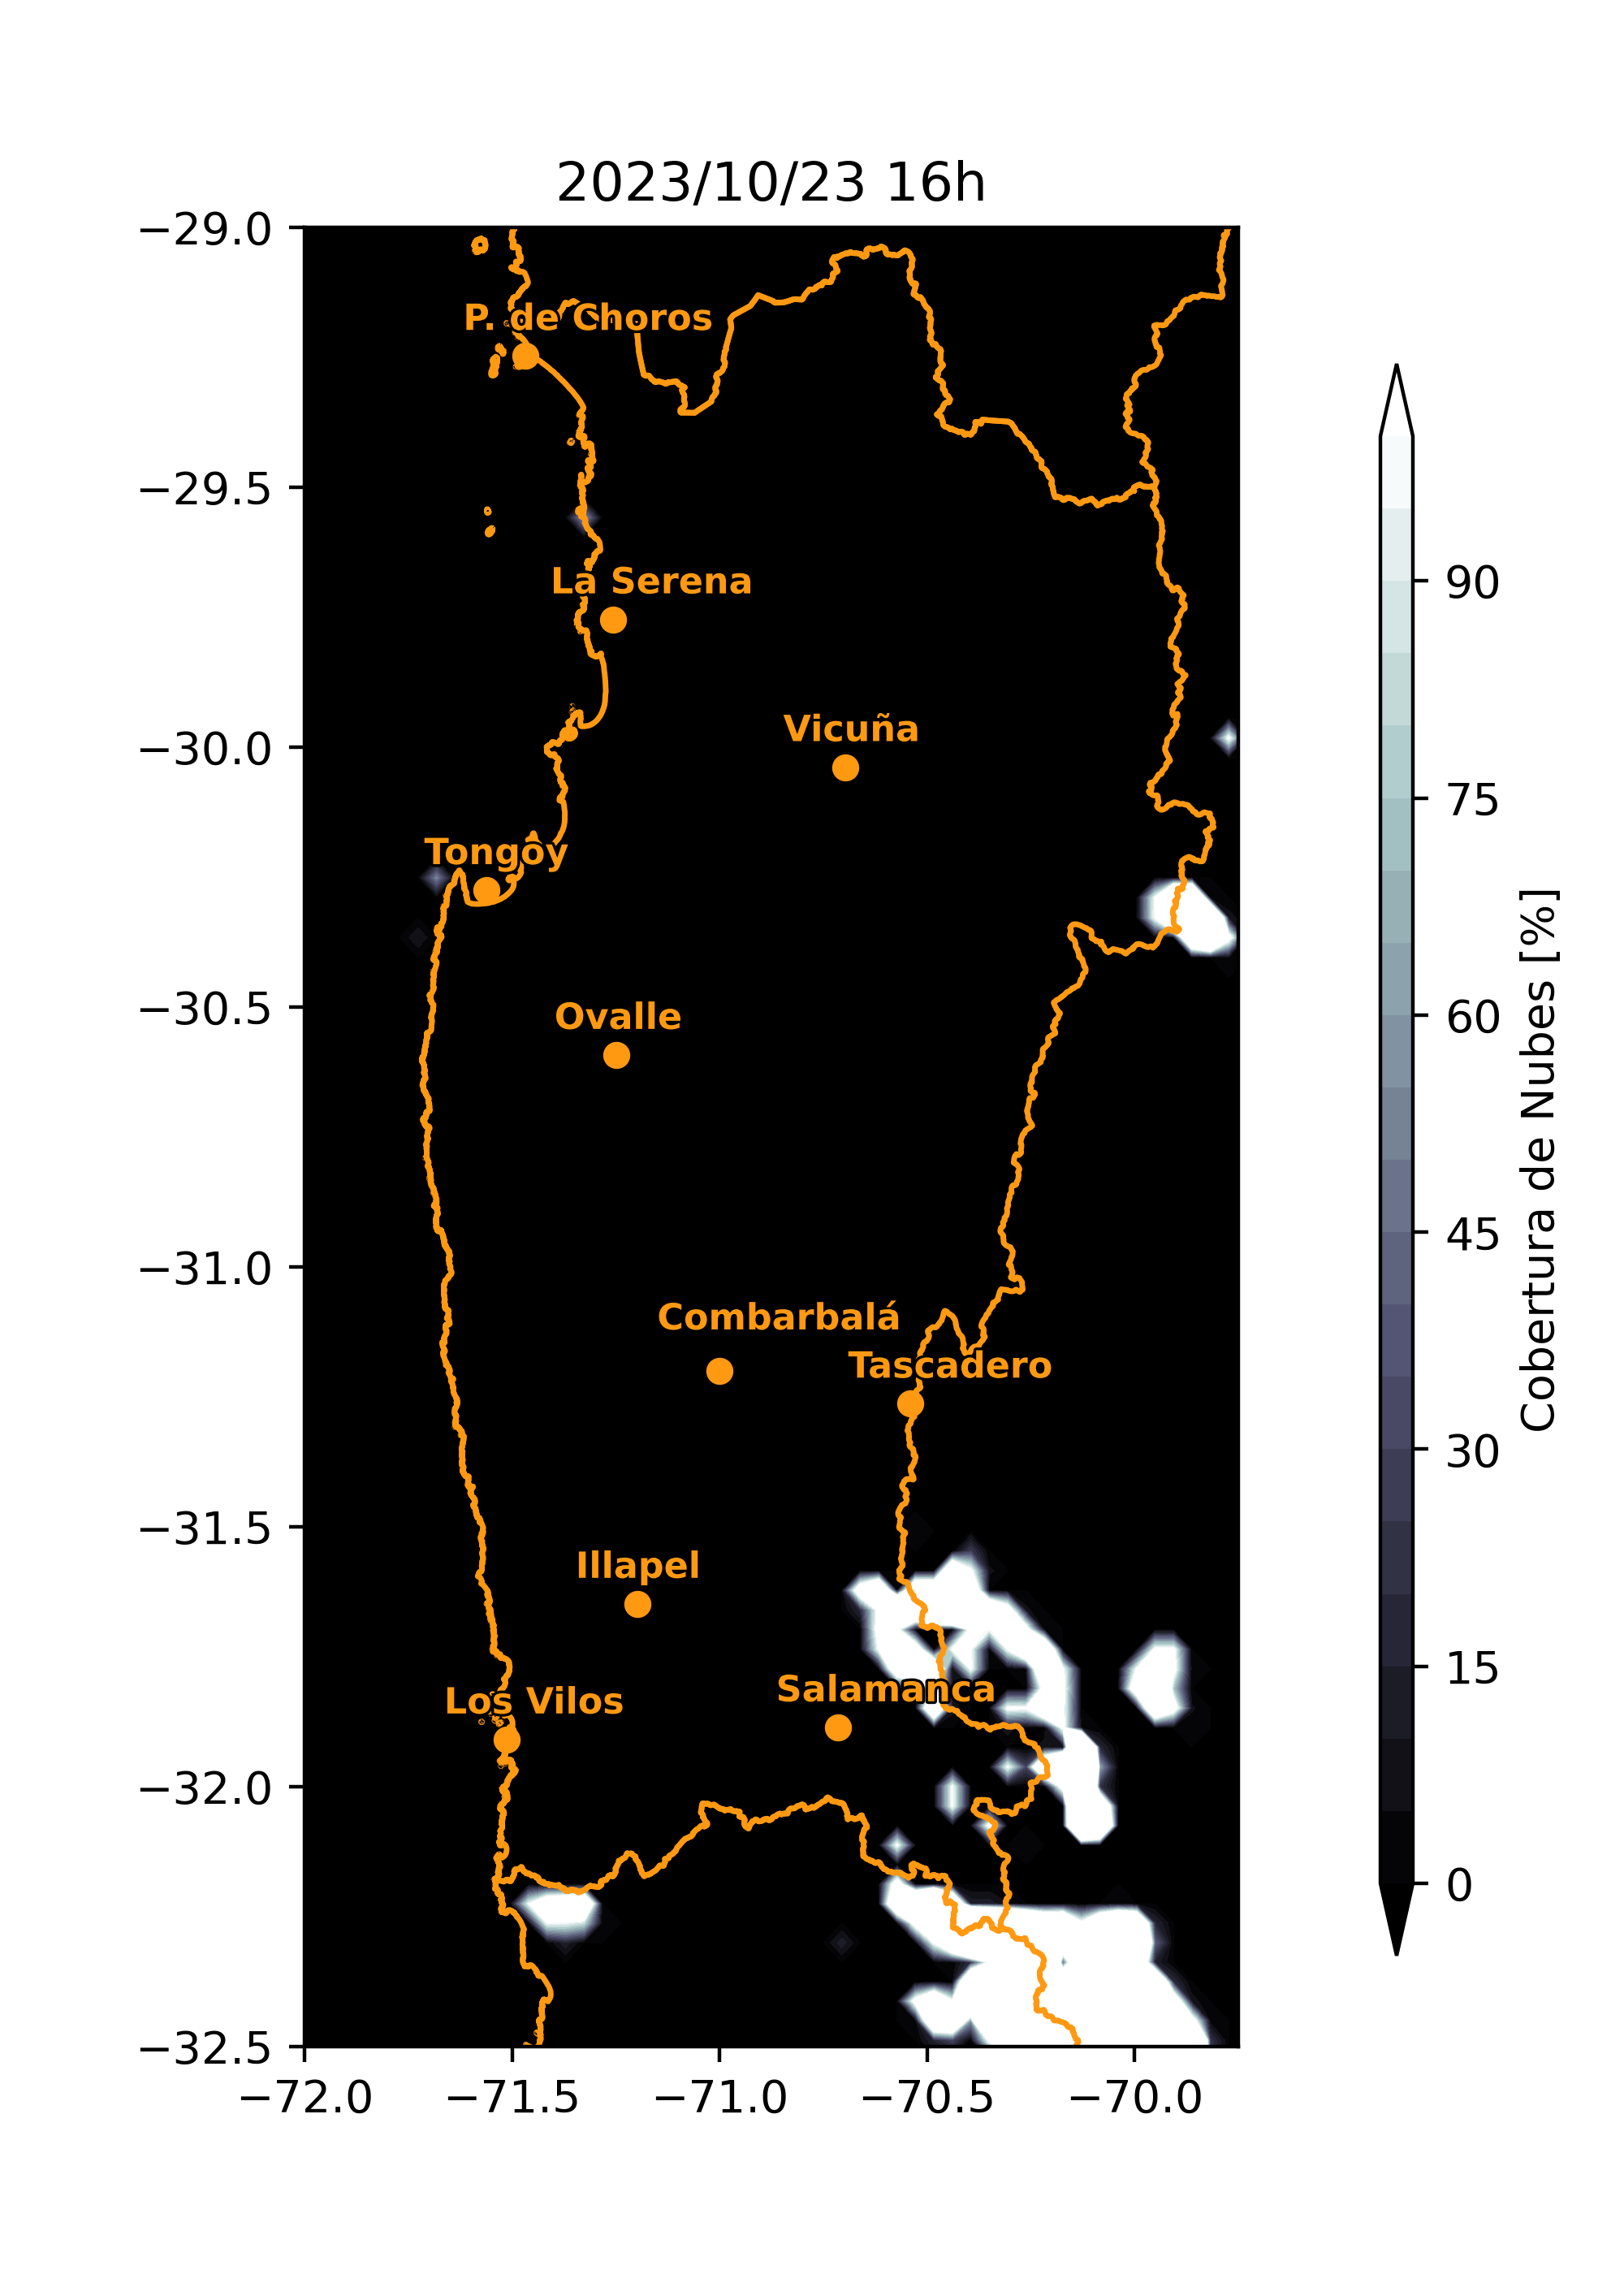 2023/10/23 16h
−29.0
−29.5
−30.0
−30.5
−31.0
−31.5
−32.0
−32.5
−72.0
−71.5
−71.0
−70.5
−70.0
P. de Choros
La Serena
Vicuña
Tongoy
Ovalle
Combarbalá
Tascadero
Illapel
Salamanca
Los Vilos
90
75
60
45
30
15
0
Cobertura de Nubes [%]